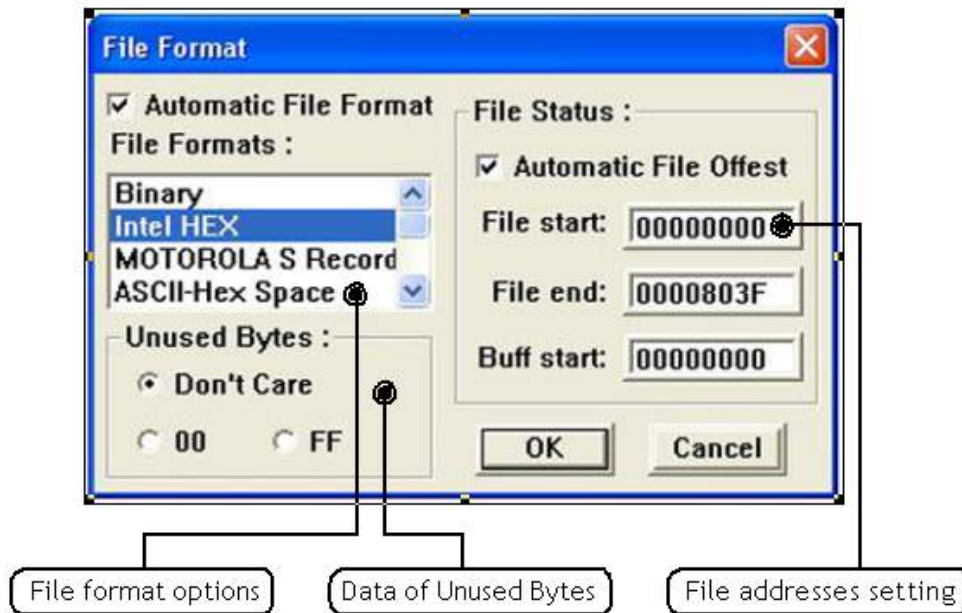 File Format
Automatic File Format
File Formats :
Binary
Intel HEX
MOTOROLA S Record
ASCII-Hex Space
Unused Bytes :
Don't Care
00
FF
File Status :
Automatic File Offest
File start: 00000000
File end: 0000803F
Buff start: 00000000
OK
Cancel
File format options
Data of Unused Bytes
File addresses setting